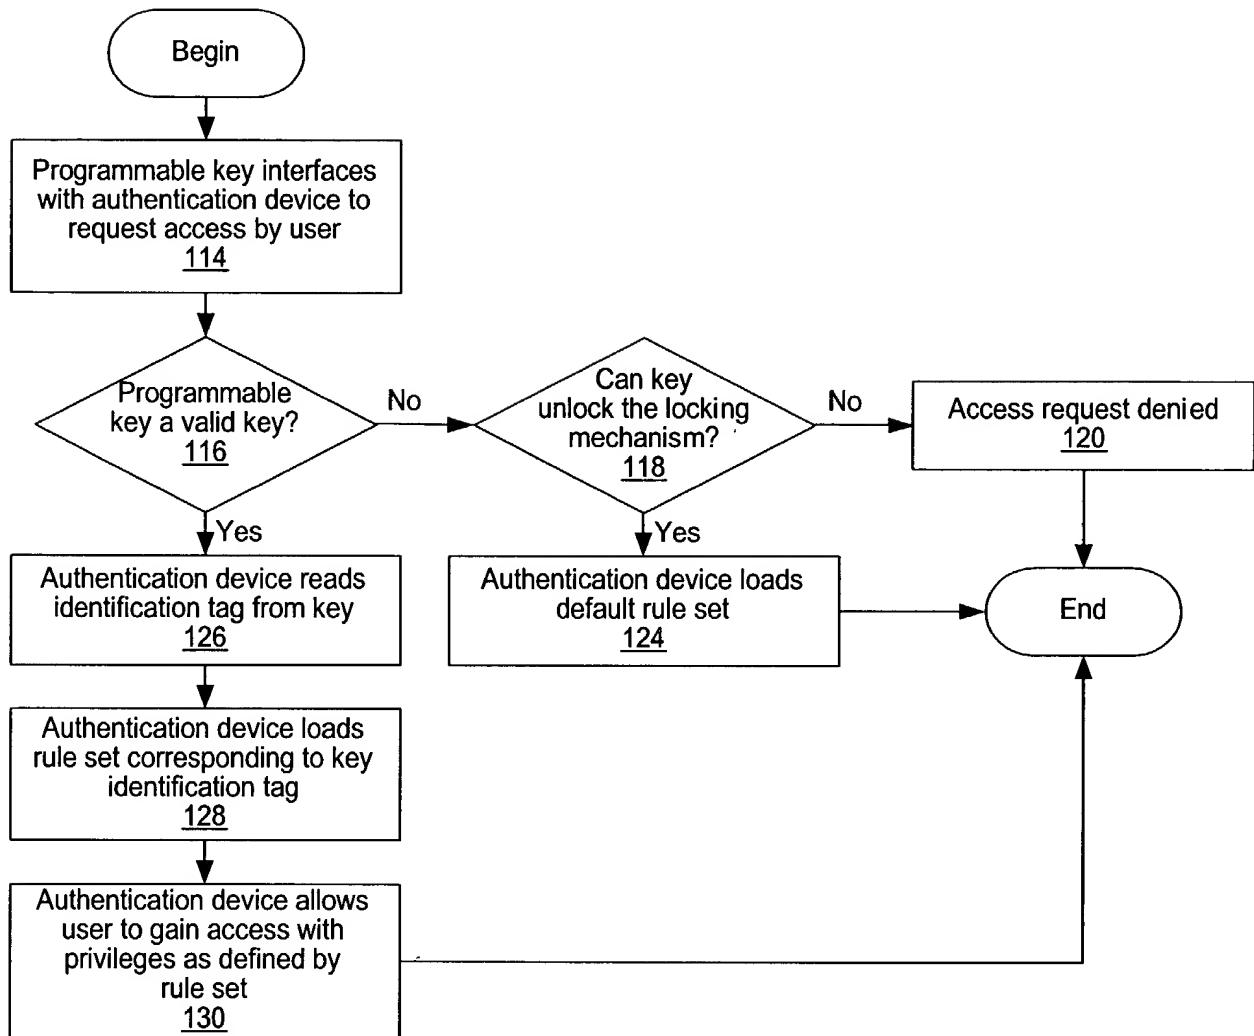 Begin
Programmable key interfaces
with authentication device to
request access by user
114
Programmable
key a valid key?
116
No
Can key
unlock the locking
mechanism?
118
No
Access request denied
120
Yes
Yes
Authentication device reads
identification tag from key
126
Authentication device loads
default rule set
124
End
Authentication device loads
rule set corresponding to key
identification tag
128
Authentication device allows
user to gain access with
privileges as defined by
rule set
130